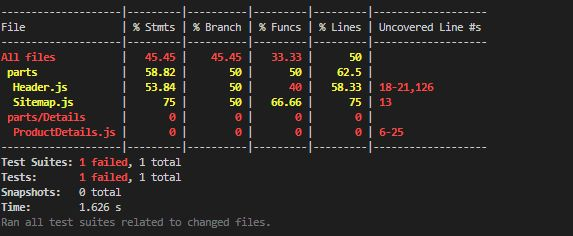 --------------------|---------|----------|---------|---------|-------------------
File                | % Stmts | % Branch | % Funcs | % Lines | Uncovered Line #s
--------------------|---------|----------|---------|---------|-------------------
All files           |   45.45 |    45.45 |   33.33 |      50 |
 parts              |   58.82 |       50 |      50 |    62.5 |
  Header.js         |   53.84 |       50 |      40 |   58.33 | 18-21,126
  Sitemap.js        |      75 |       50 |   66.66 |      75 | 13
 parts/Details      |       0 |        0 |       0 |       0 |
  ProductDetails.js |       0 |        0 |       0 |       0 | 6-25
--------------------|---------|----------|---------|---------|-------------------
Test Suites: 1 failed, 1 total
Tests:       1 failed, 1 total
Snapshots:   0 total
Time:        1.626 s
Ran all test suites related to changed files.